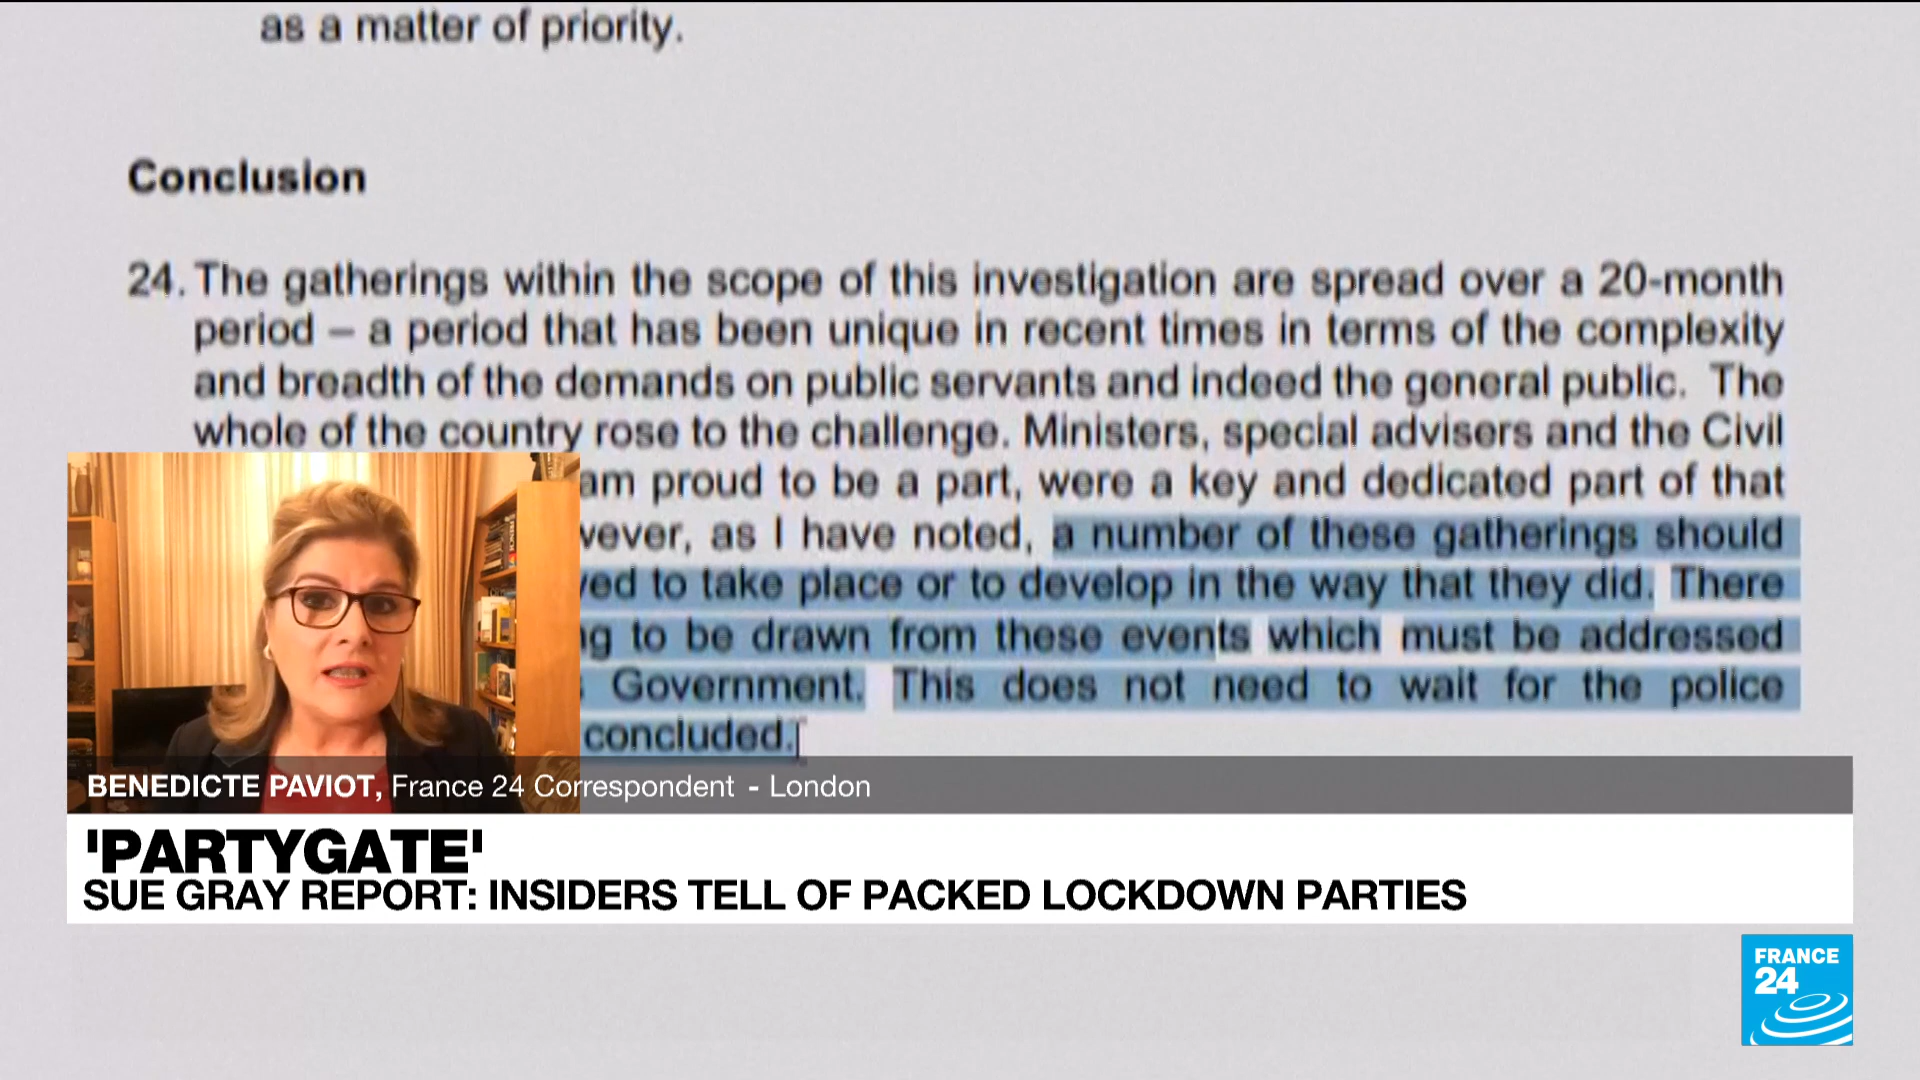 as a matter of priority.
Conclusion
24. The gatherings within the scope of this investigation are spread over a 20-month
period – a period that has been unique in recent times in terms of the complexity
and breadth of the demands on public servants and indeed the general public. The
whole of the country rose to the challenge. Ministers, special advisers and the Civil
am proud to be a part, were a key and dedicated part of that
wever, as I have noted, a number of these gatherings should
ved to take place or to develop in the way that they did. There
ng to be drawn from these events which must be addressed
Government. This does not need to wait for the police
concluded.
BENEDICTE PAVIOT, France 24 Correspondent - London
'PARTYGATE'
SUE GRAY REPORT: INSIDERS TELL OF PACKED LOCKDOWN PARTIES
FRANCE
24